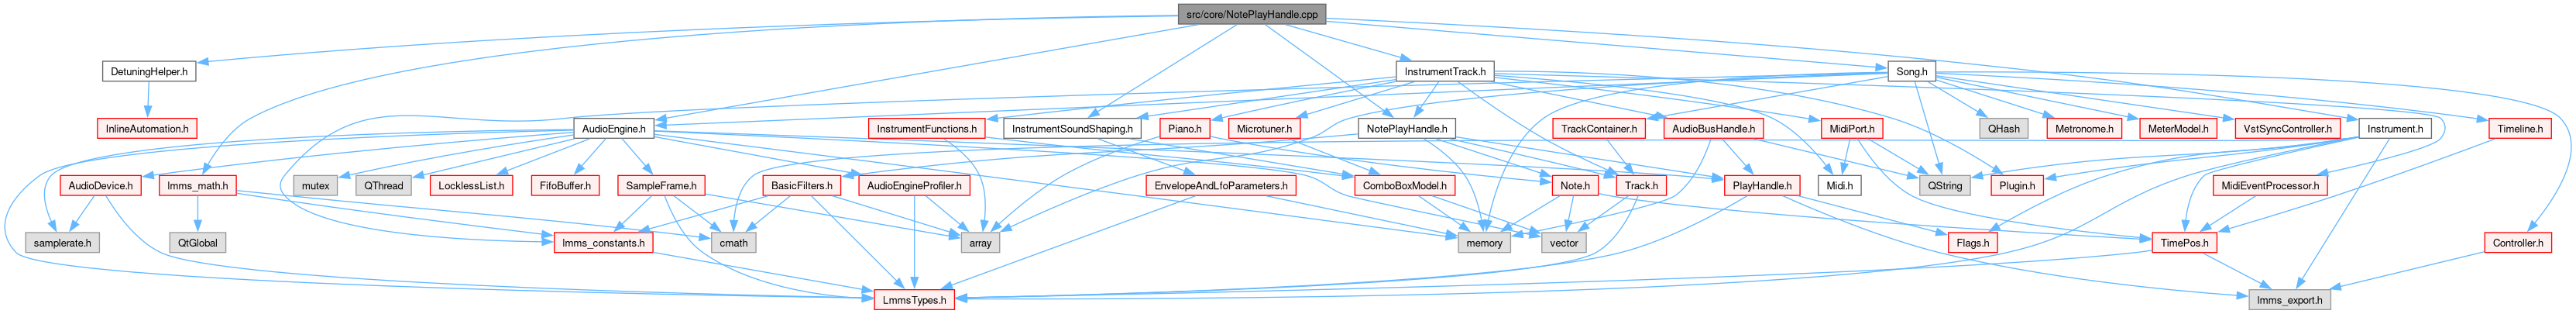 src/core/NotePlayHandle.cpp
DetuningHelper.h
InstrumentTrack.h
Song.h
InlineAutomation.h
AudioEngine.h
InstrumentFunctions.h
InstrumentSoundShaping.h
Piano.h
Microtuner.h
NotePlayHandle.h
TrackContainer.h
AudioBusHandle.h
MidiPort.h
QHash
Metronome.h
MeterModel.h
VstSyncController.h
Instrument.h
Timeline.h
AudioDevice.h
lmms_math.h
mutex
QThread
LocklessList.h
FifoBuffer.h
SampleFrame.h
BasicFilters.h
AudioEngineProfiler.h
EnvelopeAndLfoParameters.h
ComboBoxModel.h
Note.h
Track.h
PlayHandle.h
Midi.h
QString
Plugin.h
MidiEventProcessor.h
samplerate.h
QtGlobal
lmms_constants.h
cmath
array
memory
vector
Flags.h
TimePos.h
Controller.h
LmmsTypes.h
lmms_export.h